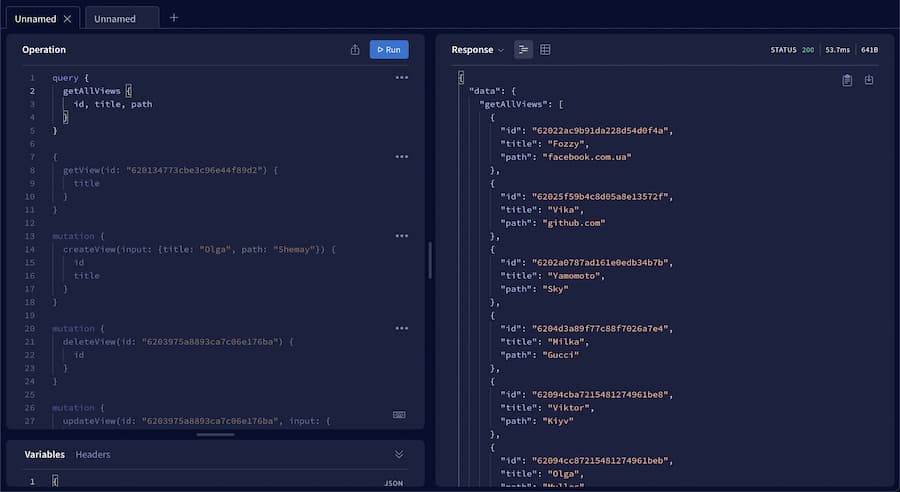 Unnamed
Unnamed
Operation
Run
1 query {
2 getAllViews {
3 id, title, path
4 }
5 }
6
7 {
8 getView(id: "620134773cbe3c96e44f89d2") {
9 title
10 }
11 }
12
13 mutation {
14 createView(input: {title: "Olga", path: "Shemay"}) {
15 id
16 title
17 }
18 }
19
20 mutation {
21 deleteView(id: "6203975a8893ca7c06e176ba") {
22 id
23 }
24 }
25
26 mutation {
27 updateView(id: "6203975a8893ca7c06e176ba", input: {
Variables Headers
1 {
JSON
Response
STATUS 200 53.7ms 641B
{
"data": {
"getAllViews": [
{
"id": "62022ac9b91da228d54d0f4a",
"title": "Fozzy",
"path": "facebook.com.ua"
},
{
"id": "62025f59b4c8d05a8e13572f",
"title": "Vika",
"path": "github.com"
},
{
"id": "6202a0787ad161e0edb34b7b",
"title": "Yamomoto",
"path": "Sky"
},
{
"id": "6204d3a89f77c88f7026a7e4",
"title": "Milka",
"path": "Gucci"
},
{
"id": "62094cba7215481274961be8",
"title": "Viktor",
"path": "Kiyv"
},
{
"id": "62094cc87215481274961beb",
"title": "Olga",
"path":